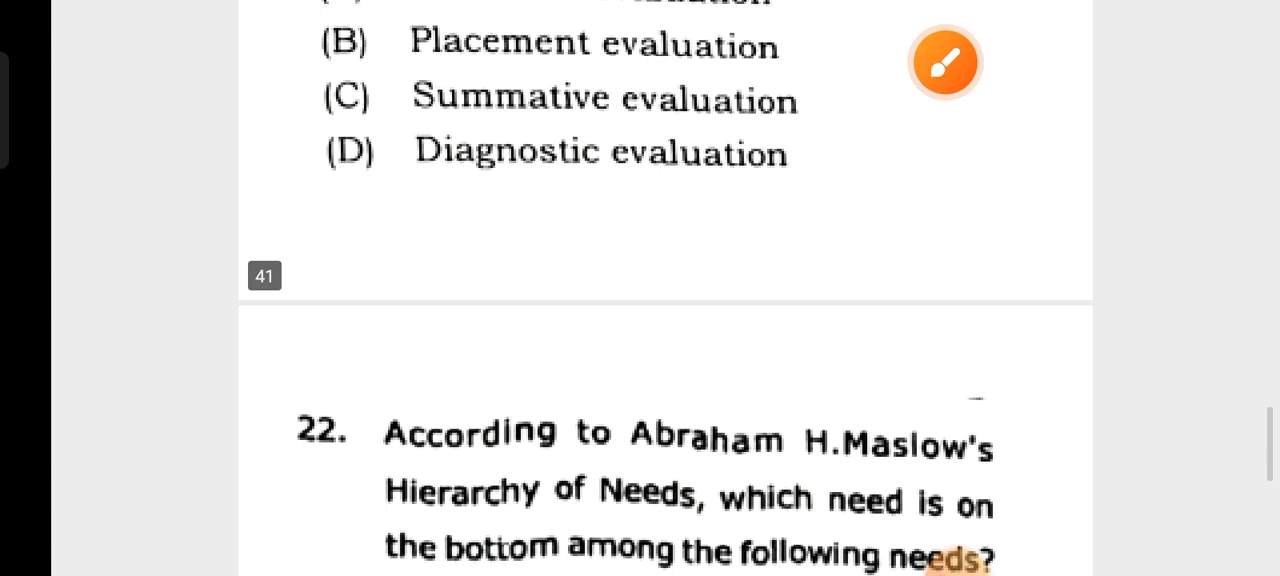 (B) Placement evaluation
(C) Summative evaluation
(D) Diagnostic evaluation
41
22. According to Abraham H.Maslow's
Hierarchy of Needs, which need is on
the bottom among the following needs?